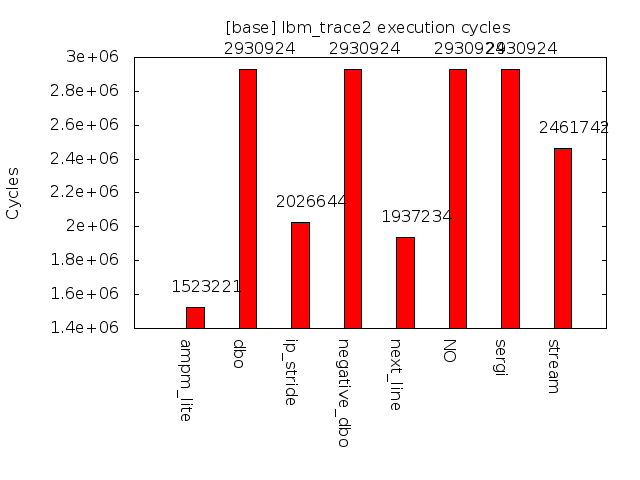 [base] lbm_trace2 execution cycles
2930924 2930924 2930924 2930924
3e+06
2.8e+06
2.6e+06
2461742
2.4e+06
2.2e+06
2026644
2e+06
1937234
1.8e+06
1.6e+06
1523221
1.4e+06
Cycles
ampm_lite
dbo
ip_stride
negative_dbo
next_line
NO
sergi
stream